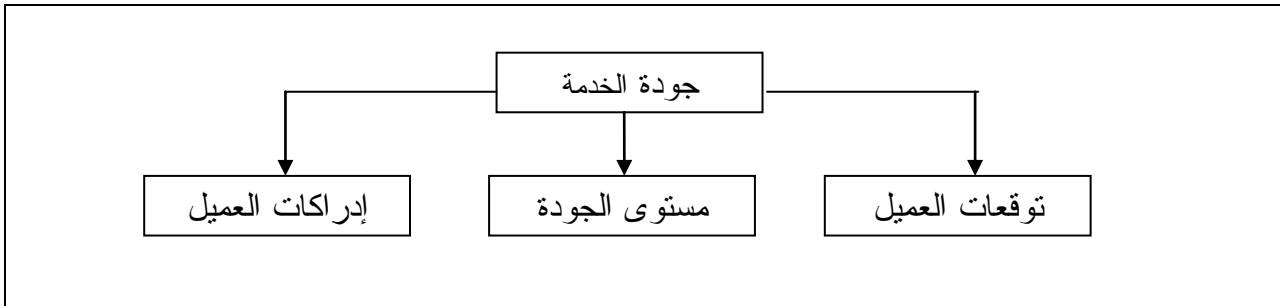 جودة الخدمة
توقعات العميل
مستوى الجودة
إدراكات العميل